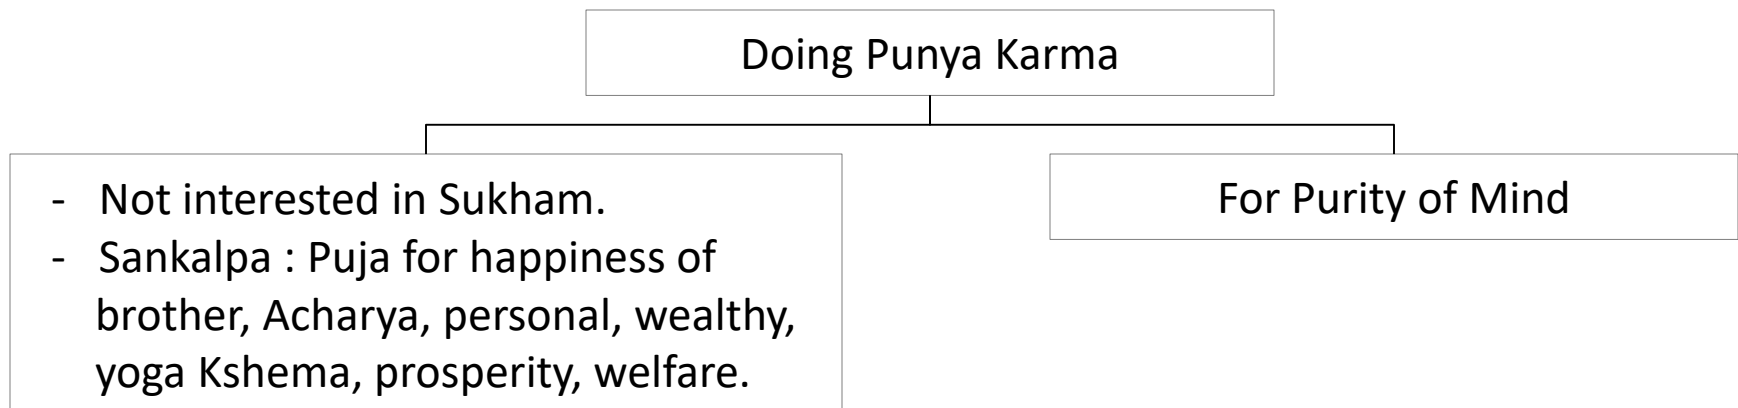 Doing Punya Karma
- Not interested in Sukham.
- Sankalpa : Puja for happiness of
brother, Acharya, personal, wealthy,
yoga Kshema, prosperity, welfare.
For Purity of Mind